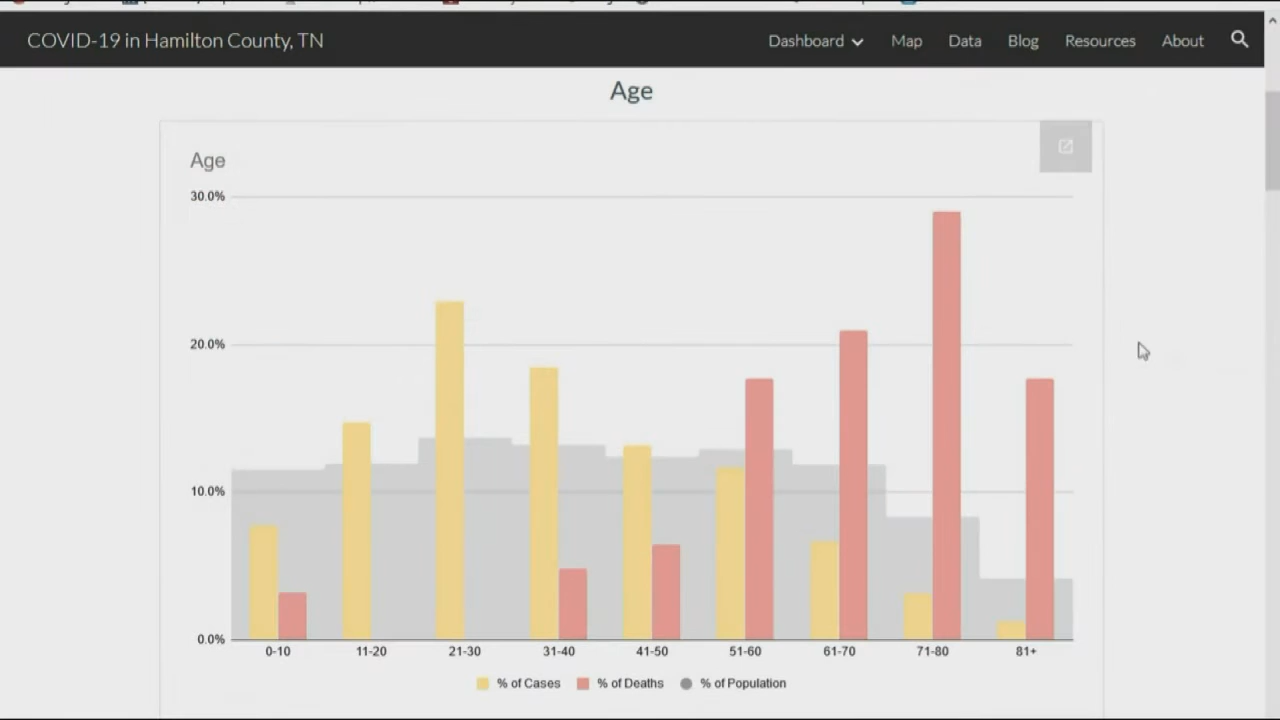 COVID-19 in Hamilton County, TN
Dashboard Map Data Blog Resources About
Age
Age
30.0%
20.0%
10.0%
0.0%
0-10 11-20 21-30 31-40 41-50 51-60 61-70 71-80 81+
% of Cases % of Deaths % of Population